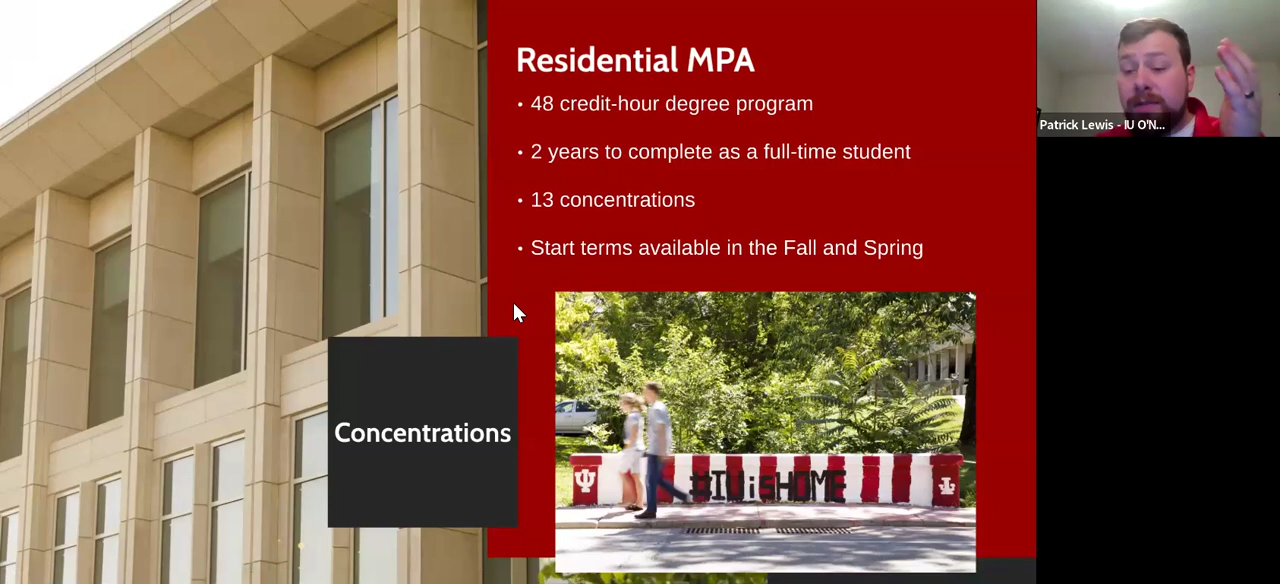 Residential MPA
• 48 credit-hour degree program
• 2 years to complete as a full-time student
• 13 concentrations
• Start terms available in the Fall and Spring
Patrick Lewis - IU O'N...
Concentrations
#IUiSHOME